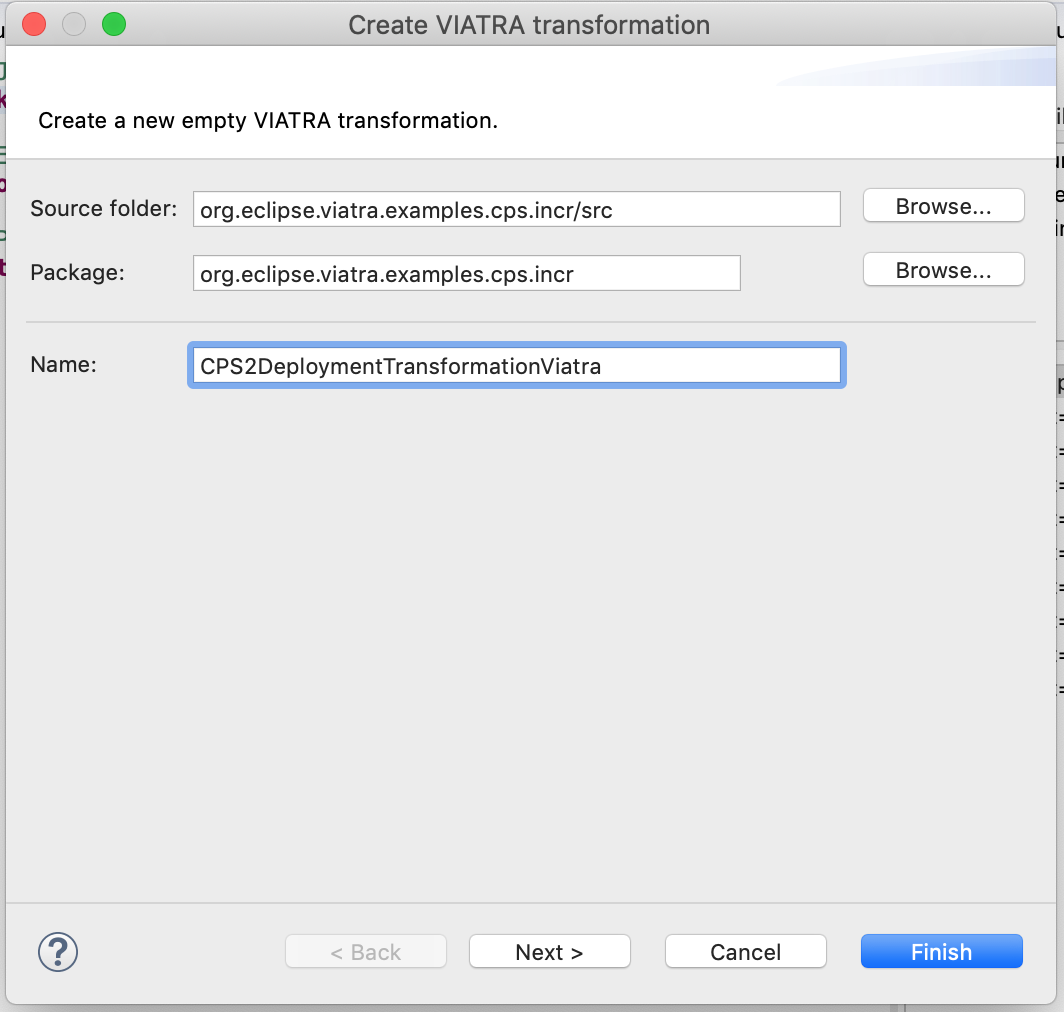 Create VIATRA transformation
Create a new empty VIATRA transformation.
Source folder: org.eclipse.viatra.examples.cps.incr/src Browse...
Package: org.eclipse.viatra.examples.cps.incr Browse...
Name: CPS2DeploymentTransformationViatra
? < Back Next > Cancel Finish